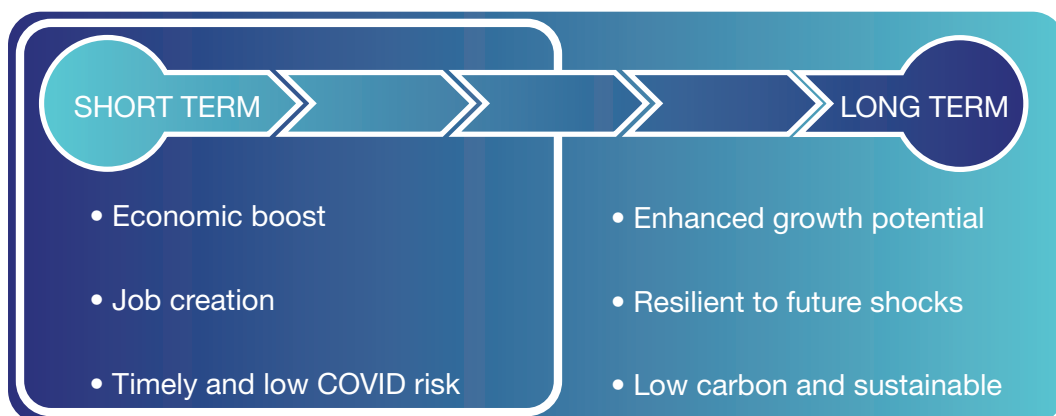 SHORT TERM
LONG TERM
• Economic boost
• Job creation
• Timely and low COVID risk
• Enhanced growth potential
• Resilient to future shocks
• Low carbon and sustainable